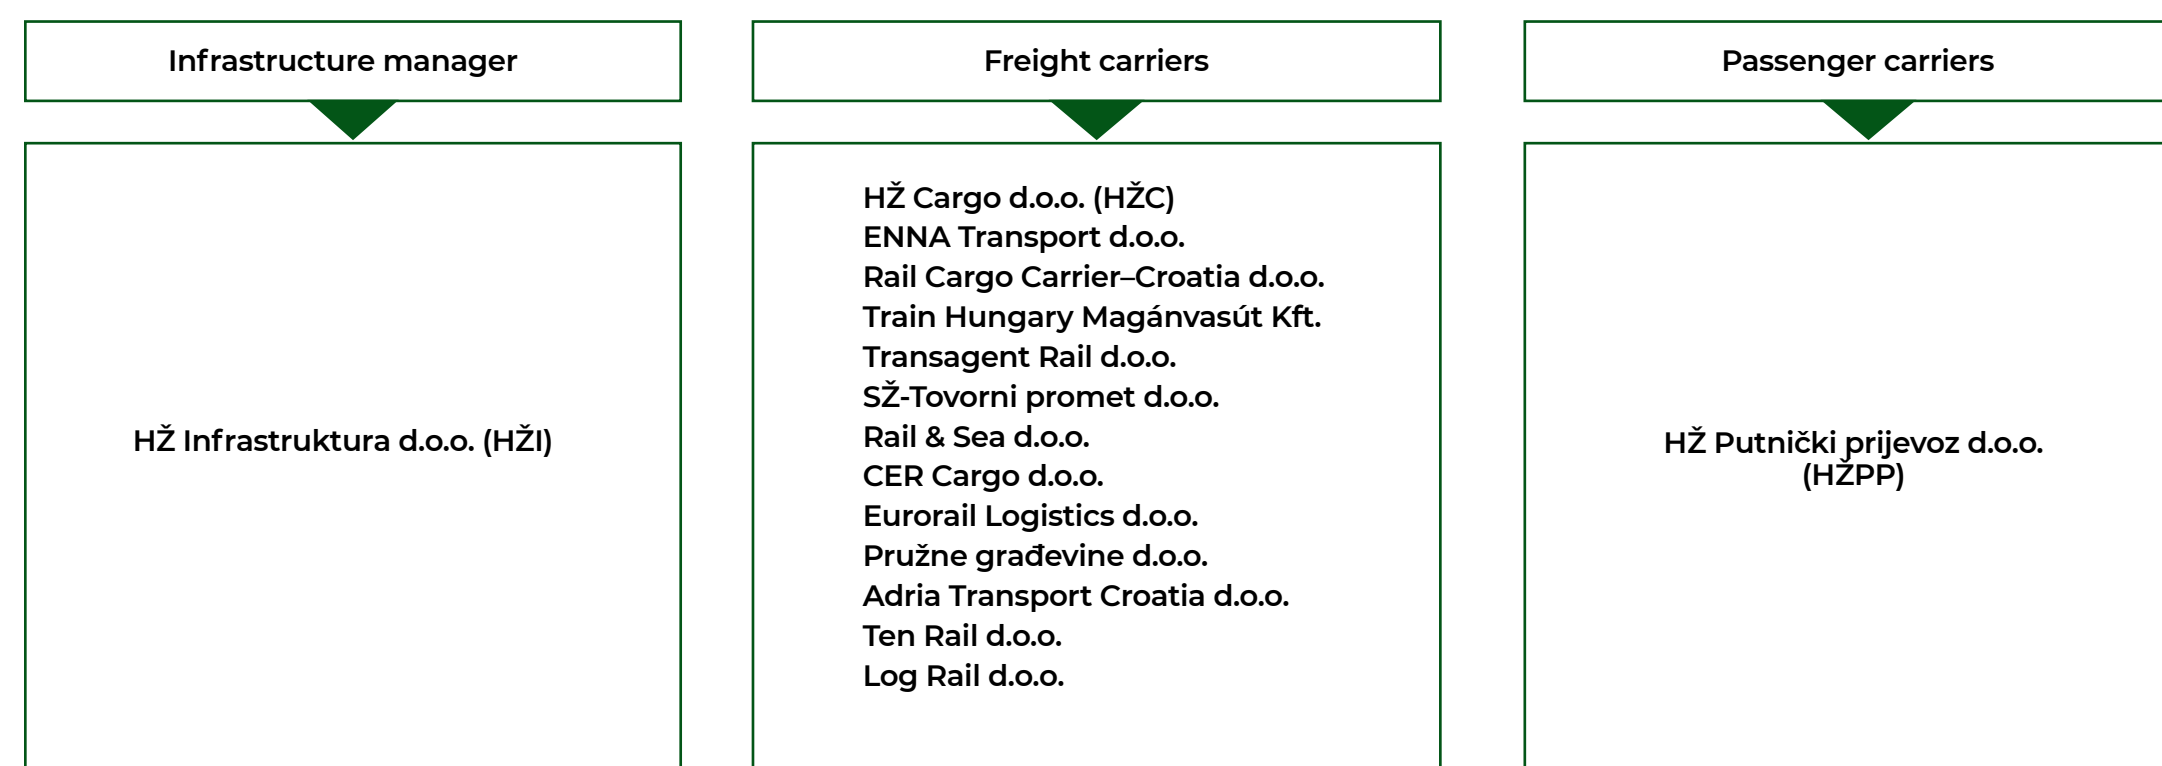 Infrastructure manager
HŽ Infrastruktura d.o.o. (HŽI)
Freight carriers
HŽ Cargo d.o.o. (HŽC)
ENNA Transport d.o.o.
Rail Cargo Carrier–Croatia d.o.o.
Train Hungary Magánvasút Kft.
Transagent Rail d.o.o.
SŽ-Tovorni promet d.o.o.
Rail & Sea d.o.o.
CER Cargo d.o.o.
Eurorail Logistics d.o.o.
Pružne građevine d.o.o.
Adria Transport Croatia d.o.o.
Ten Rail d.o.o.
Log Rail d.o.o.
Passenger carriers
HŽ Putnički prijevoz d.o.o.
(HŽPP)